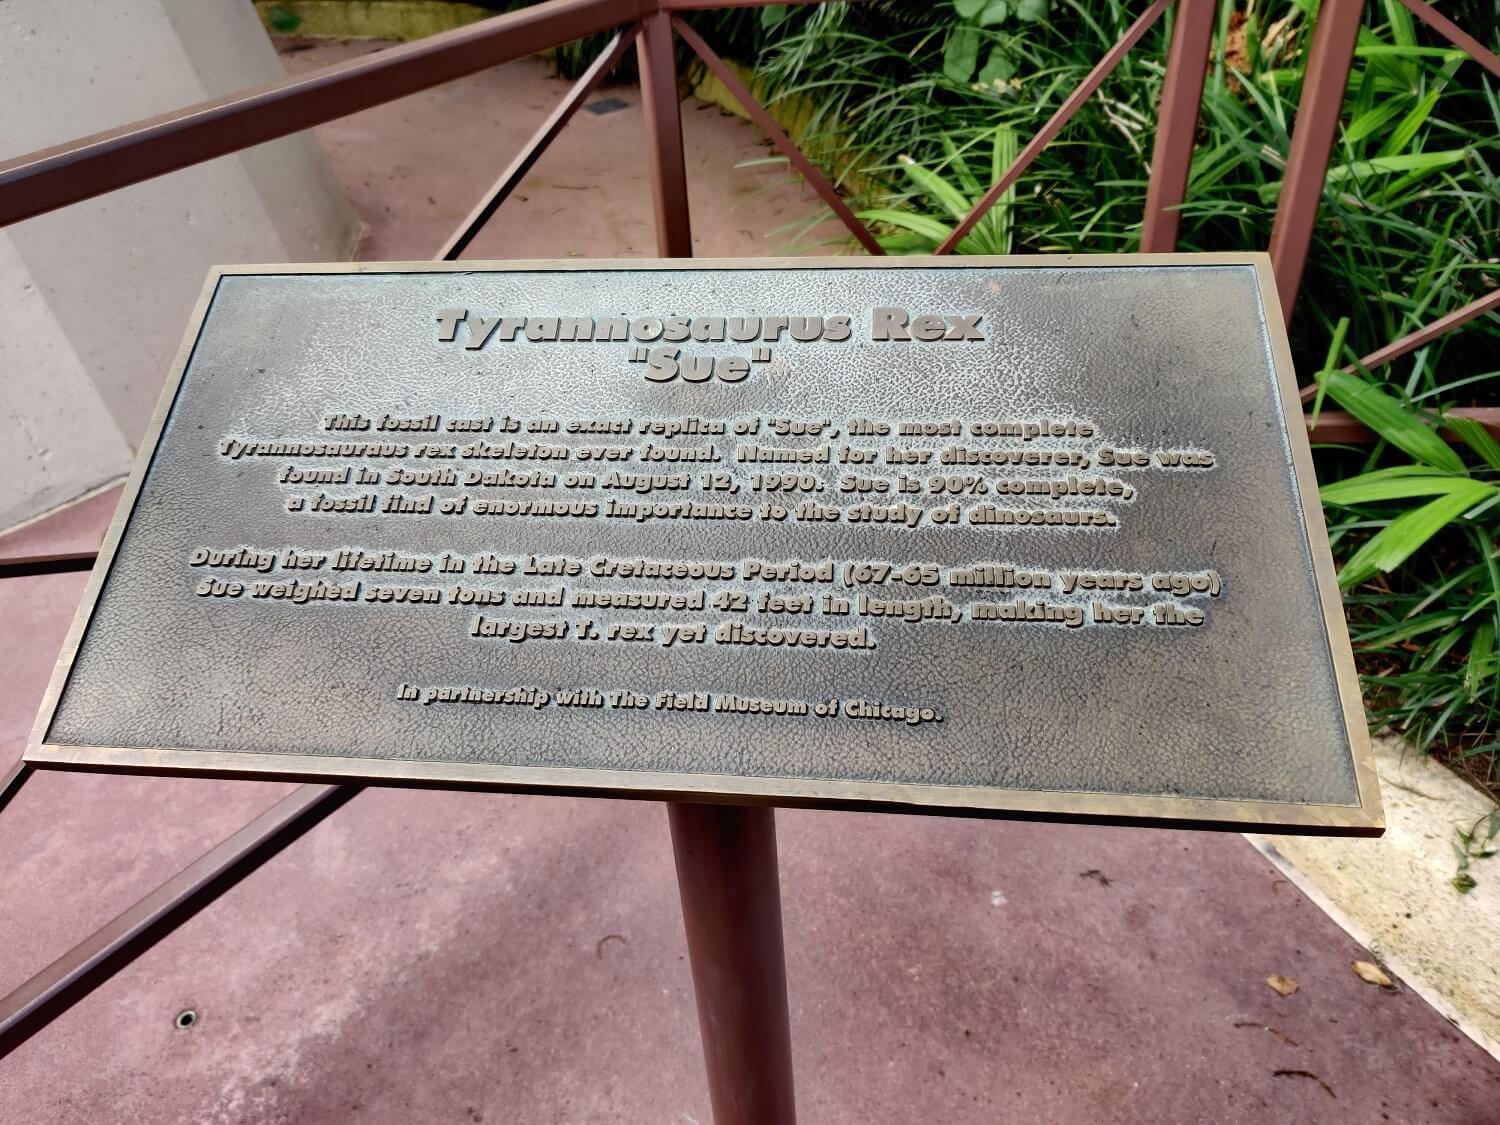 Tyrannosaurus Rex
"Sue"
This fossil cast is an exact replica of "Sue", the most complete
Tyrannosauraus rex skeleton ever found. Named for her discoverer, Sue was
found in South Dakota on August 12, 1990. Sue is 90% complete,
a fossil find of enormous importance to the study of dinosaurs.
During her lifetime in the Late Cretaceous Period (67-65 million years ago)
Sue weighed seven tons and measured 42 feet in length, making her the
largest T. rex yet discovered.
In partnership with The Field Museum of Chicago.